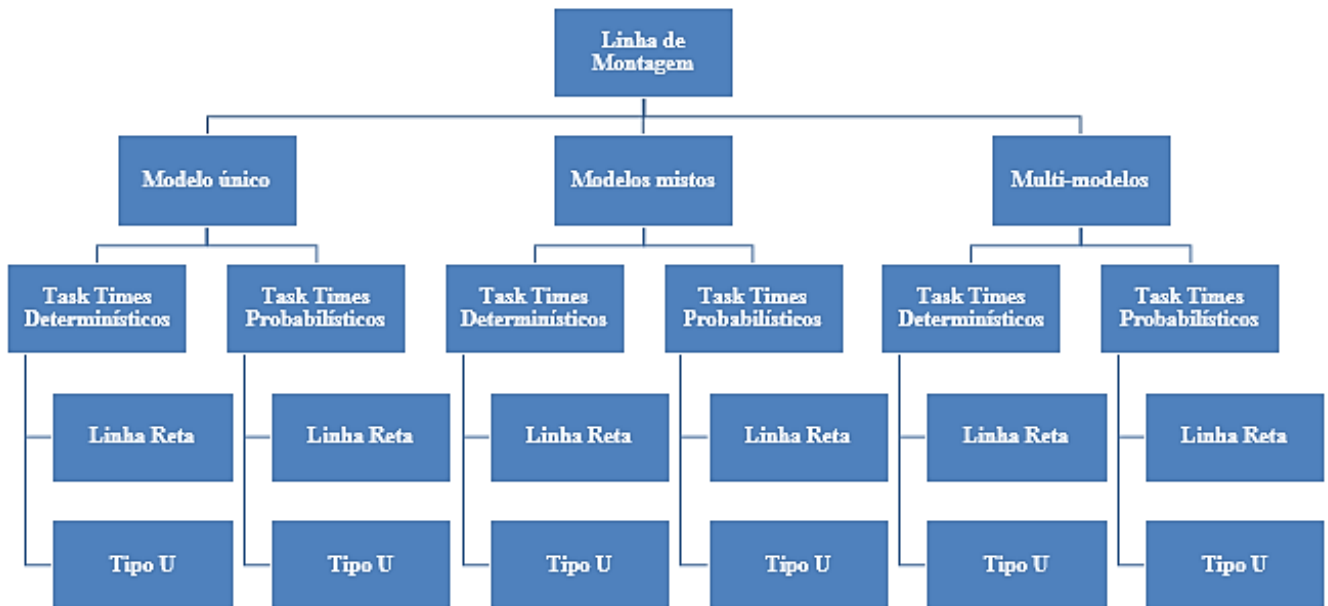 Linha de
Montagem
Modelo único
Modelos mistos
Multi-modelos
Task Times
Determinísticos
Task Times
Probabilísticos
Task Times
Determinísticos
Task Times
Probabilísticos
Task Times
Determinísticos
Task Times
Probabilísticos
Linha Reta
Linha Reta
Linha Reta
Linha Reta
Linha Reta
Linha Reta
Tipo U
Tipo U
Tipo U
Tipo U
Tipo U
Tipo U